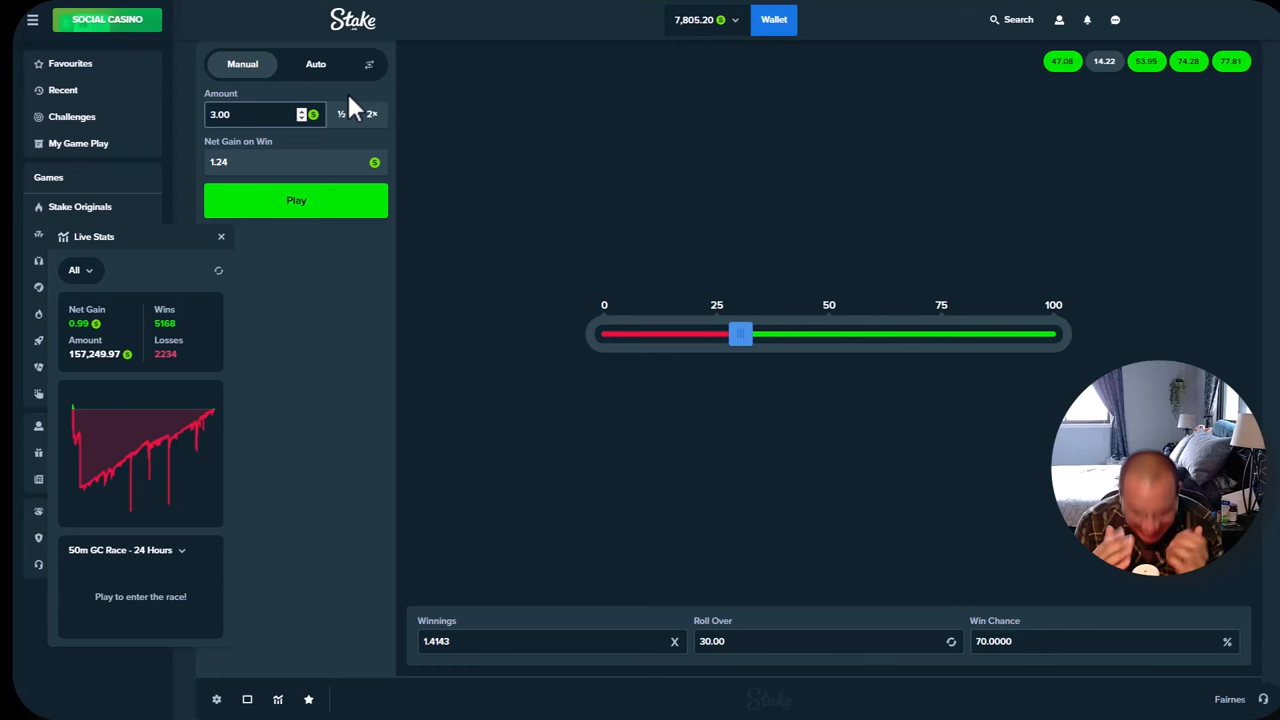 SOCIAL CASINO
Stake
.us
7,805.20
Wallet
Search
Favourites
Recent
Challenges
My Game Play
Games
Stake Originals
Manual
Auto
Amount
3.00
½
2×
Net Gain on Win
1.24
Play
47.08
14.22
53.95
74.28
77.81
Live Stats
All
Net Gain
0.99
Wins
5168
Amount
157,249.97
Losses
2234
50m GC Race - 24 Hours
Play to enter the race!
0
25
50
75
100
Winnings
1.4143
X
Roll Over
30.00
Win Chance
70.0000
%
Stake
Fairnes